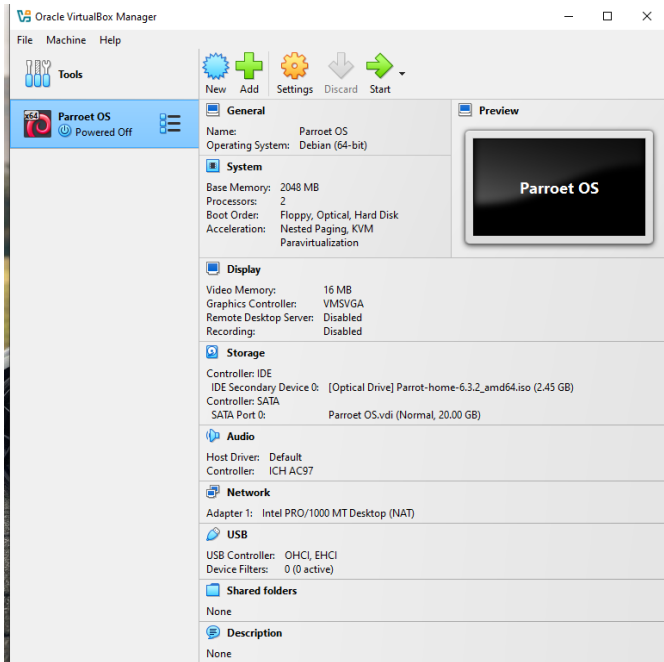 Oracle VirtualBox Manager
File Machine Help
Tools
New Add Settings Discard Start
x64
Parroet OS
Powered Off
General
Name: Parroet OS
Operating System: Debian (64-bit)
System
Base Memory: 2048 MB
Processors: 2
Boot Order: Floppy, Optical, Hard Disk
Acceleration: Nested Paging, KVM
Paravirtualization
Preview
Parroet OS
Display
Video Memory: 16 MB
Graphics Controller: VMSVGA
Remote Desktop Server: Disabled
Recording: Disabled
Storage
Controller: IDE
IDE Secondary Device 0: [Optical Drive] Parrot-home-6.3.2_amd64.iso (2.45 GB)
Controller: SATA
SATA Port 0: Parroet OS.vdi (Normal, 20.00 GB)
Audio
Host Driver: Default
Controller: ICH AC97
Network
Adapter 1: Intel PRO/1000 MT Desktop (NAT)
USB
USB Controller: OHCI, EHCI
Device Filters: 0 (0 active)
Shared folders
None
Description
None